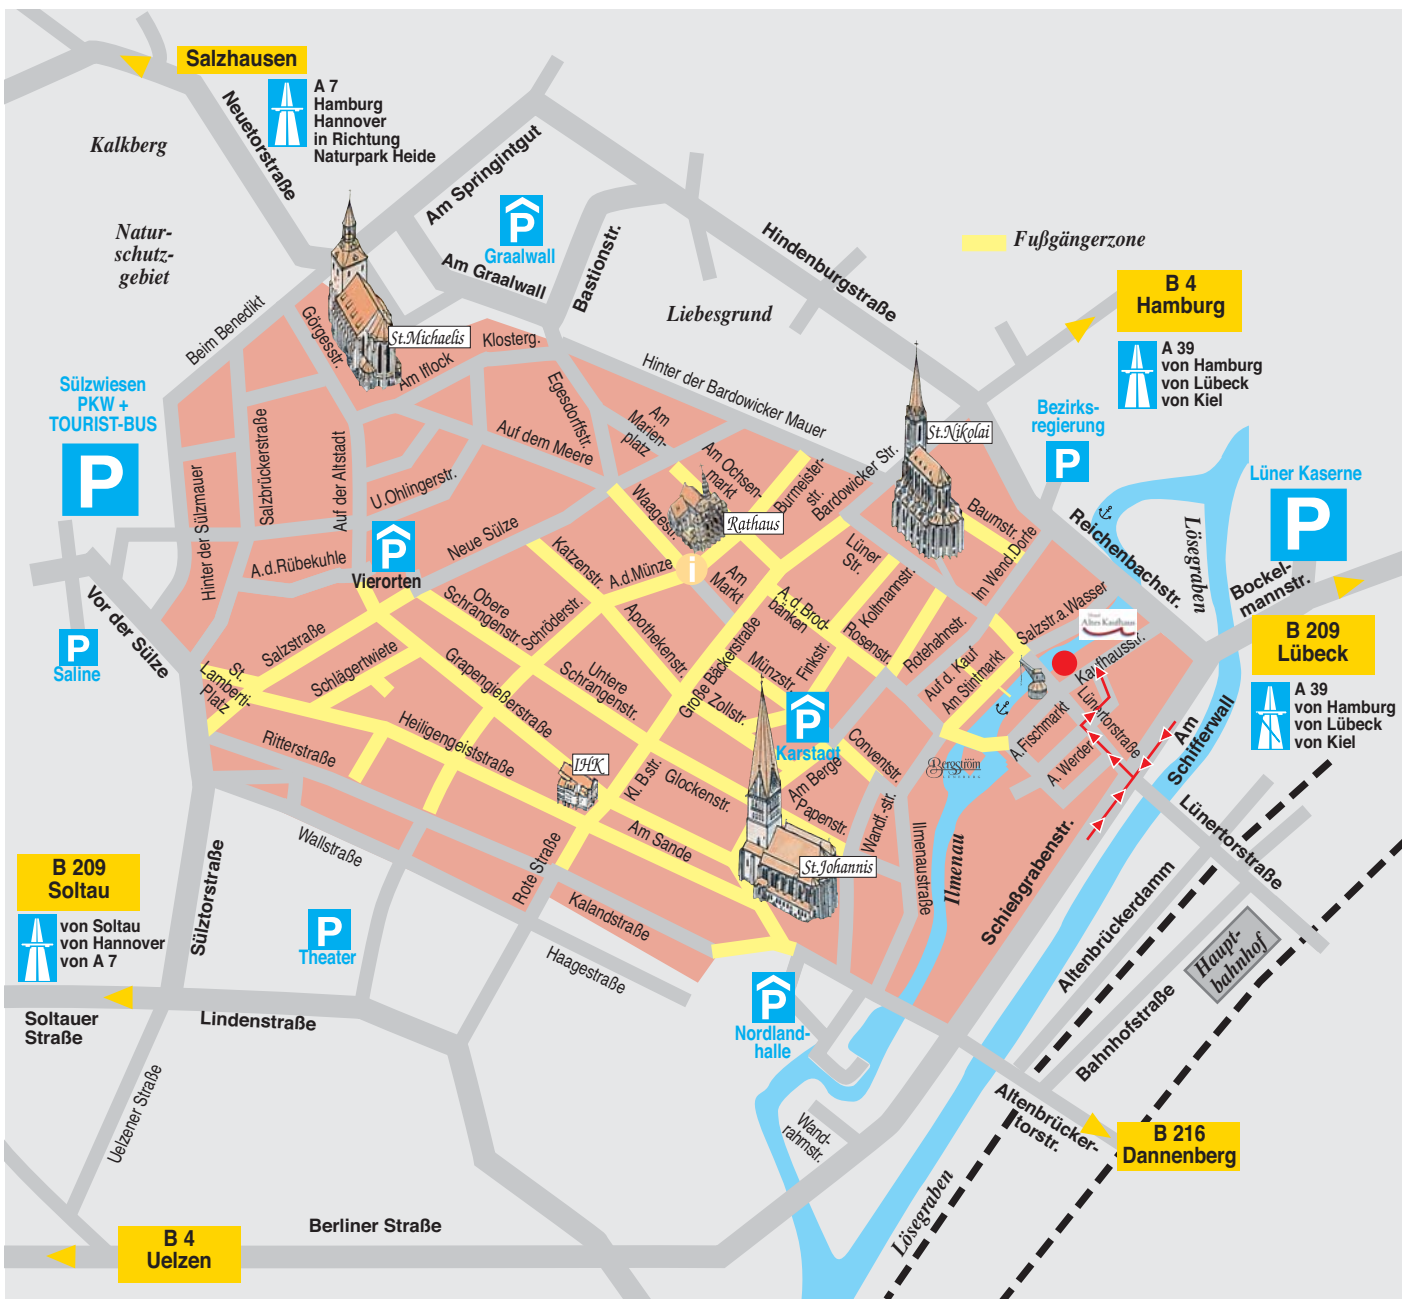 Salzhausen
A 7
Hamburg
Hannover
in Richtung
Naturpark Heide
Kalkberg
Neuetorstraße
Am Springintgut
Natur-
schutz-
gebiet
P
Graalwall
Am Graalwall
Bastionstr.
Hindenburgstraße
Fußgängerzone
Liebesgrund
B 4
Hamburg
A 39
von Hamburg
von Lübeck
von Kiel
Beim Benedikt
Görgesstr.
St.Michaelis
Am Iflock
Klosterg.
Hinter der Bardowicker Mauer
Sülzwiesen
PKW +
TOURIST-BUS
P
Egesdorffstr.
Am
Marien-
platz
Auf dem Meere
Am Ochsen-
markt
Burmeister-
str.
Bardowicker Str.
St.Nikolai
Bezirks-
regierung
P
Lüner Kaserne
P
Hinter der Sülzmauer
Salzbrückerstraße
Auf der Altstadt
U.Ohlingerstr.
Neue Sülze
Waagestr.
Rathaus
Baumstr.
Im Wend.Dorfe
Reichenbachstr.
Lösegraben
Bockel-
mannstr.
P
Vierorten
A.d.Rübekuhle
Katzenstr.
A.d.Münze
i
Am
Markt
Lüner
Str.
A.d.Brod-
bänken
Koltmannstr.
Rosenstr.
Rotehahnstr.
Salzstr.a.Wasser
Altes Kaufhaus
Kaufhausstr.
B 209
Lübeck
A 39
von Hamburg
von Lübeck
von Kiel
Vor der Sülze
P
Saline
Obere
Schrangenstr.
Schröderstr.
Apothekenstr.
Große Bäckerstraße
Münzstr.
Finkstr.
Auf d. Kauf
Am Stintmarkt
Salzstraße
Schlägertwiete
Grapengießerstraße
Untere
Schrangenstr.
Zollstr.
St.
Lamberti-
Platz
Heiligengeiststraße
Ritterstraße
P
Karstadt
Conventstr.
A.Fischmarkt
Lünertorstraße
A.Werder
Am
Schifferwall
Bergström
LÜNEBURG
IHK
Kl.B.str.
Glockenstr.
Am Berge
Papenstr.
Wandf.-str.
Ilmenaustraße
Ilmenau
Schießgrabenstr.
Lünertorstraße
Wallstraße
Am Sande
Rote Straße
St.Johannis
Kalandstraße
Haagestraße
B 209
Soltau
von Soltau
von Hannover
von A 7
Sülztorstraße
P
Theater
Altenbrückerdamm
Bahnhofstraße
Haupt-
bahnhof
Soltauer
Straße
Lindenstraße
P
Nordland-
halle
Uelzener Straße
Wand-
rahmstr.
Altenbrücker-
torstr.
B 216
Dannenberg
Lösegraben
Berliner Straße
B 4
Uelzen